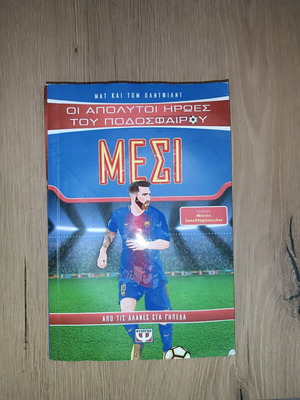 ΜΑΤ ΚΑΙ ΤΟΜ ΟΛΝΤΦΙΛΝΤ
ΟΙ ΑΠΟΛΥΤΟΙ ΗΡΩΕΣ
ΤΟΥ ΠΟΔΟΣΦΑΙΡΟΥ
ΜΕΣΙ
ΑΠΟ ΤΙΣ ΑΛΑΝΕΣ ΣΤΑ ΓΗΠΕΔΑ